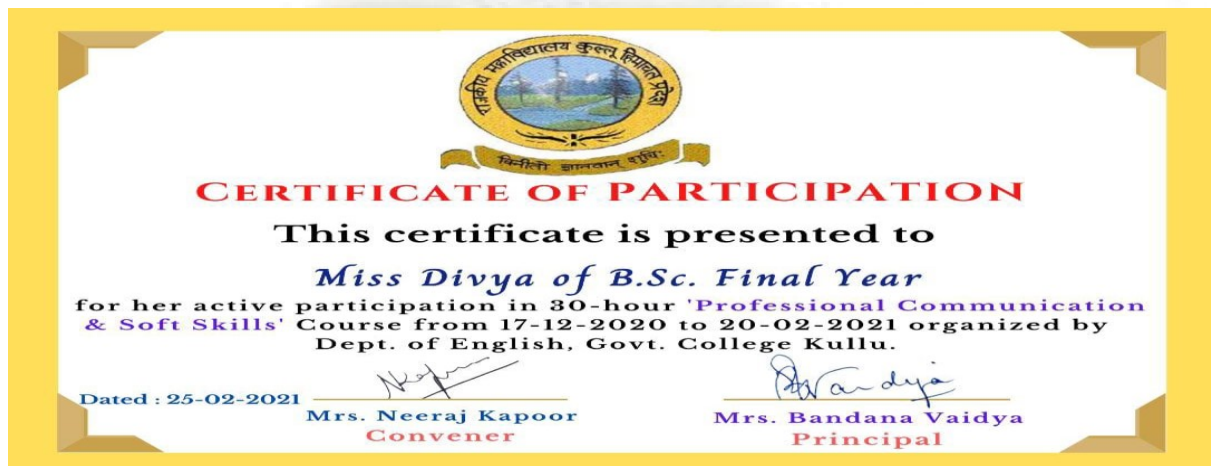 राजकीय महाविद्यालय कुल्लू हिमाचल प्रदेश
विनीतो ज्ञानवान् शुचिः
CERTIFICATE OF PARTICIPATION
This certificate is presented to
Miss Divya of B.Sc. Final Year
for her active participation in 30-hour 'Professional Communication
& Soft Skills' Course from 17-12-2020 to 20-02-2021 organized by
Dept. of English, Govt. College Kullu.
NKapoor
BVaidya
Dated : 25-02-2021
Mrs. Neeraj Kapoor
Mrs. Bandana Vaidya
Convener
Principal